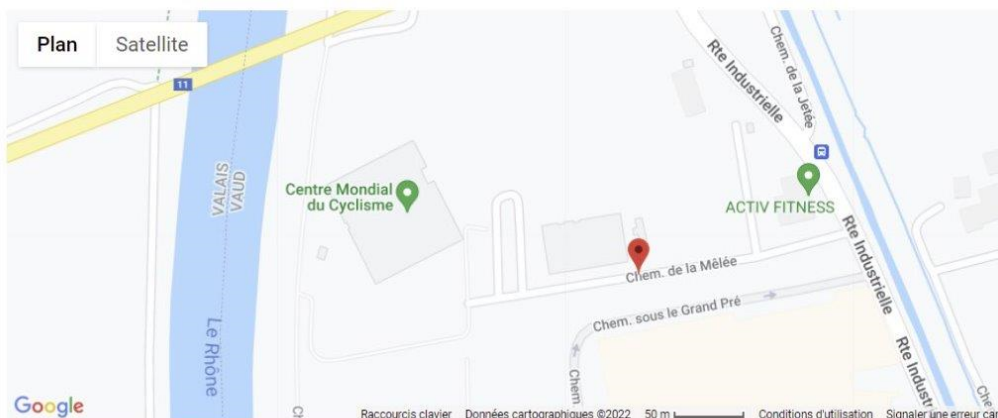 Plan
Satellite
11
VALAIS
VAUD
Le Rhône
Centre Mondial
du Cyclisme
Rte Industrielle
Chem. de la Jetée
ACTIV FITNESS
Rte Industrielle
Chem. de la Mêlée
Chem. sous le Grand Pré
Chem
Rte Indust
Che
Ch
Google
Raccourcis clavier
Données cartographiques ©2022
50 m
Conditions d'utilisation
Signaler une erreur car